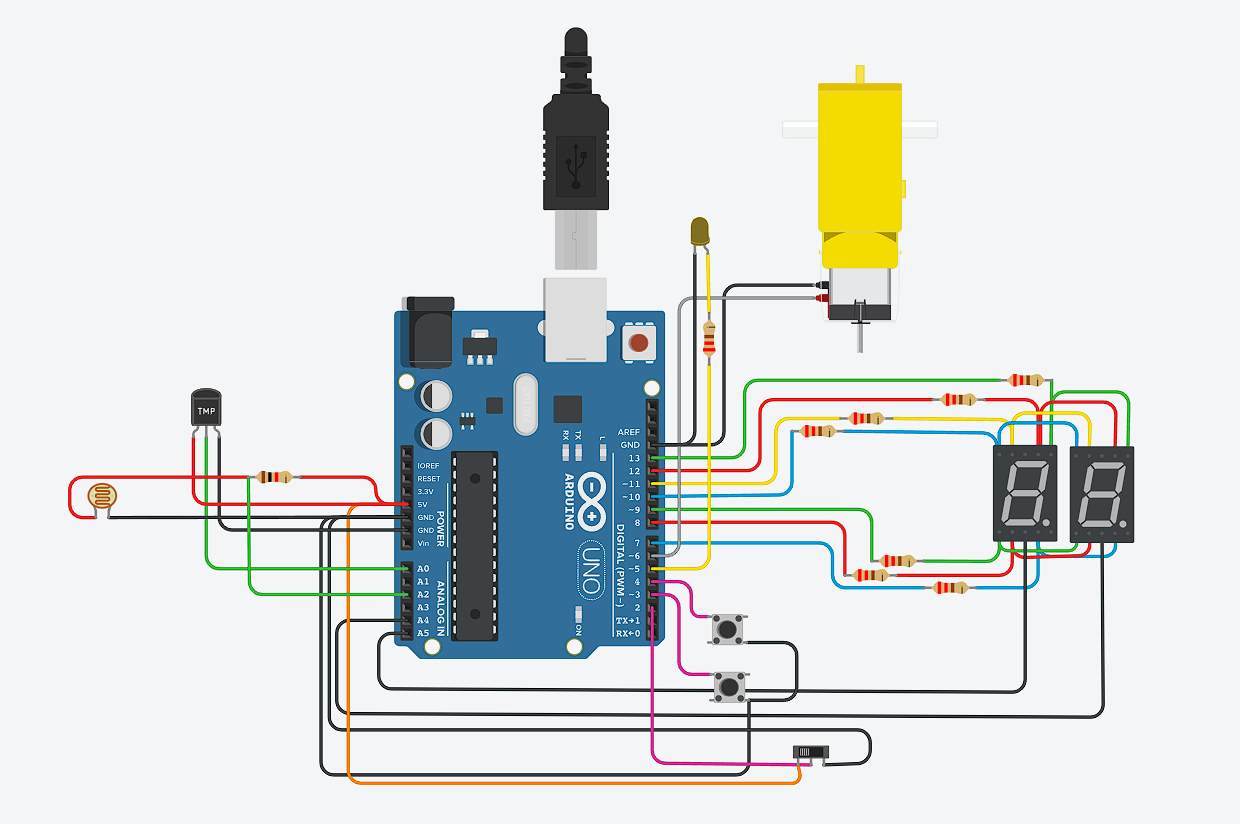 TMP
IOREF
RESET
3.3V
5V
GND
GND
Vin
POWER
A0
A1
A2
A3
A4
A5
ANALOG IN
AREF
GND
13
12
~11
~10
~9
8
7
~6
~5
4
~3
2
TX→1
RX←0
DIGITAL (PWM~)
RX
TX
L
ARDUINO
UNO
ON